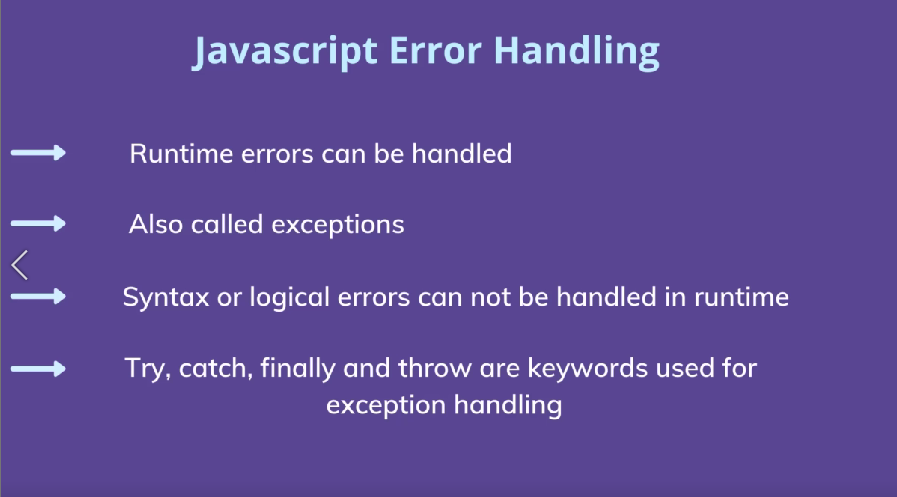 Javascript Error Handling
Runtime errors can be handled
Also called exceptions
Syntax or logical errors can not be handled in runtime
Try, catch, finally and throw are keywords used for
exception handling